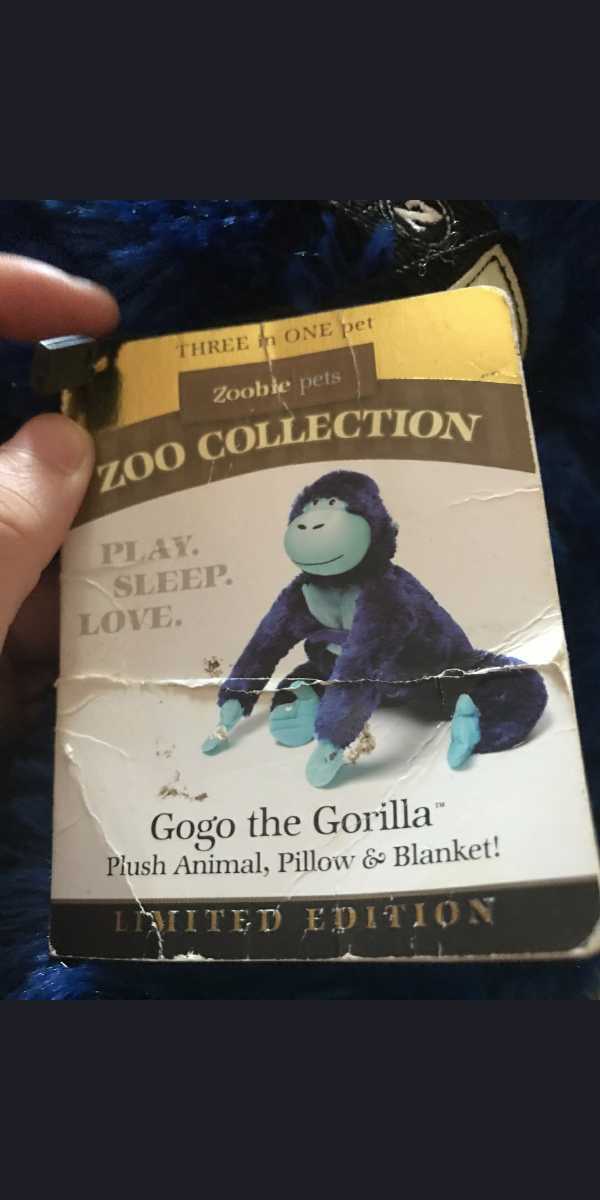 THREE in ONE pet
Zoobie pets
ZOO COLLECTION
PLAY.
SLEEP.
LOVE.
Gogo the Gorilla™
Plush Animal, Pillow & Blanket!
LIMITED EDITION